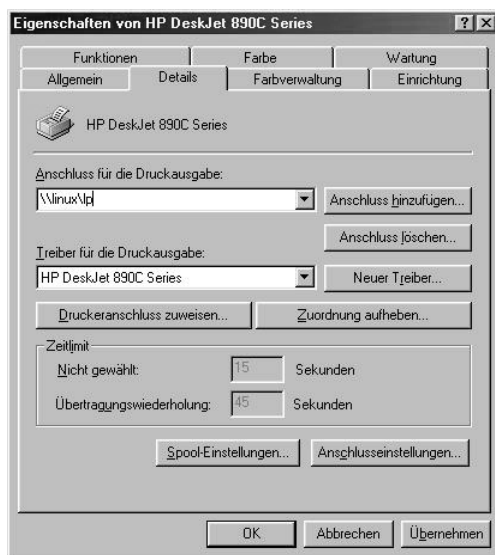 Eigenschaften von HP DeskJet 890C Series
Funktionen Farbe Wartung
Allgemein Details Farbverwaltung Einrichtung
HP DeskJet 890C Series
Anschluss für die Druckausgabe:
\\linux\lp
Anschluss hinzufügen...
Anschluss löschen...
Treiber für die Druckausgabe:
HP DeskJet 890C Series
Neuer Treiber...
Druckeranschluss zuweisen... Zuordnung aufheben...
Zeitlimit
Nicht gewählt: 15 Sekunden
Übertragungswiederholung: 45 Sekunden
Spool-Einstellungen... Anschlusseinstellungen...
OK Abbrechen Übernehmen